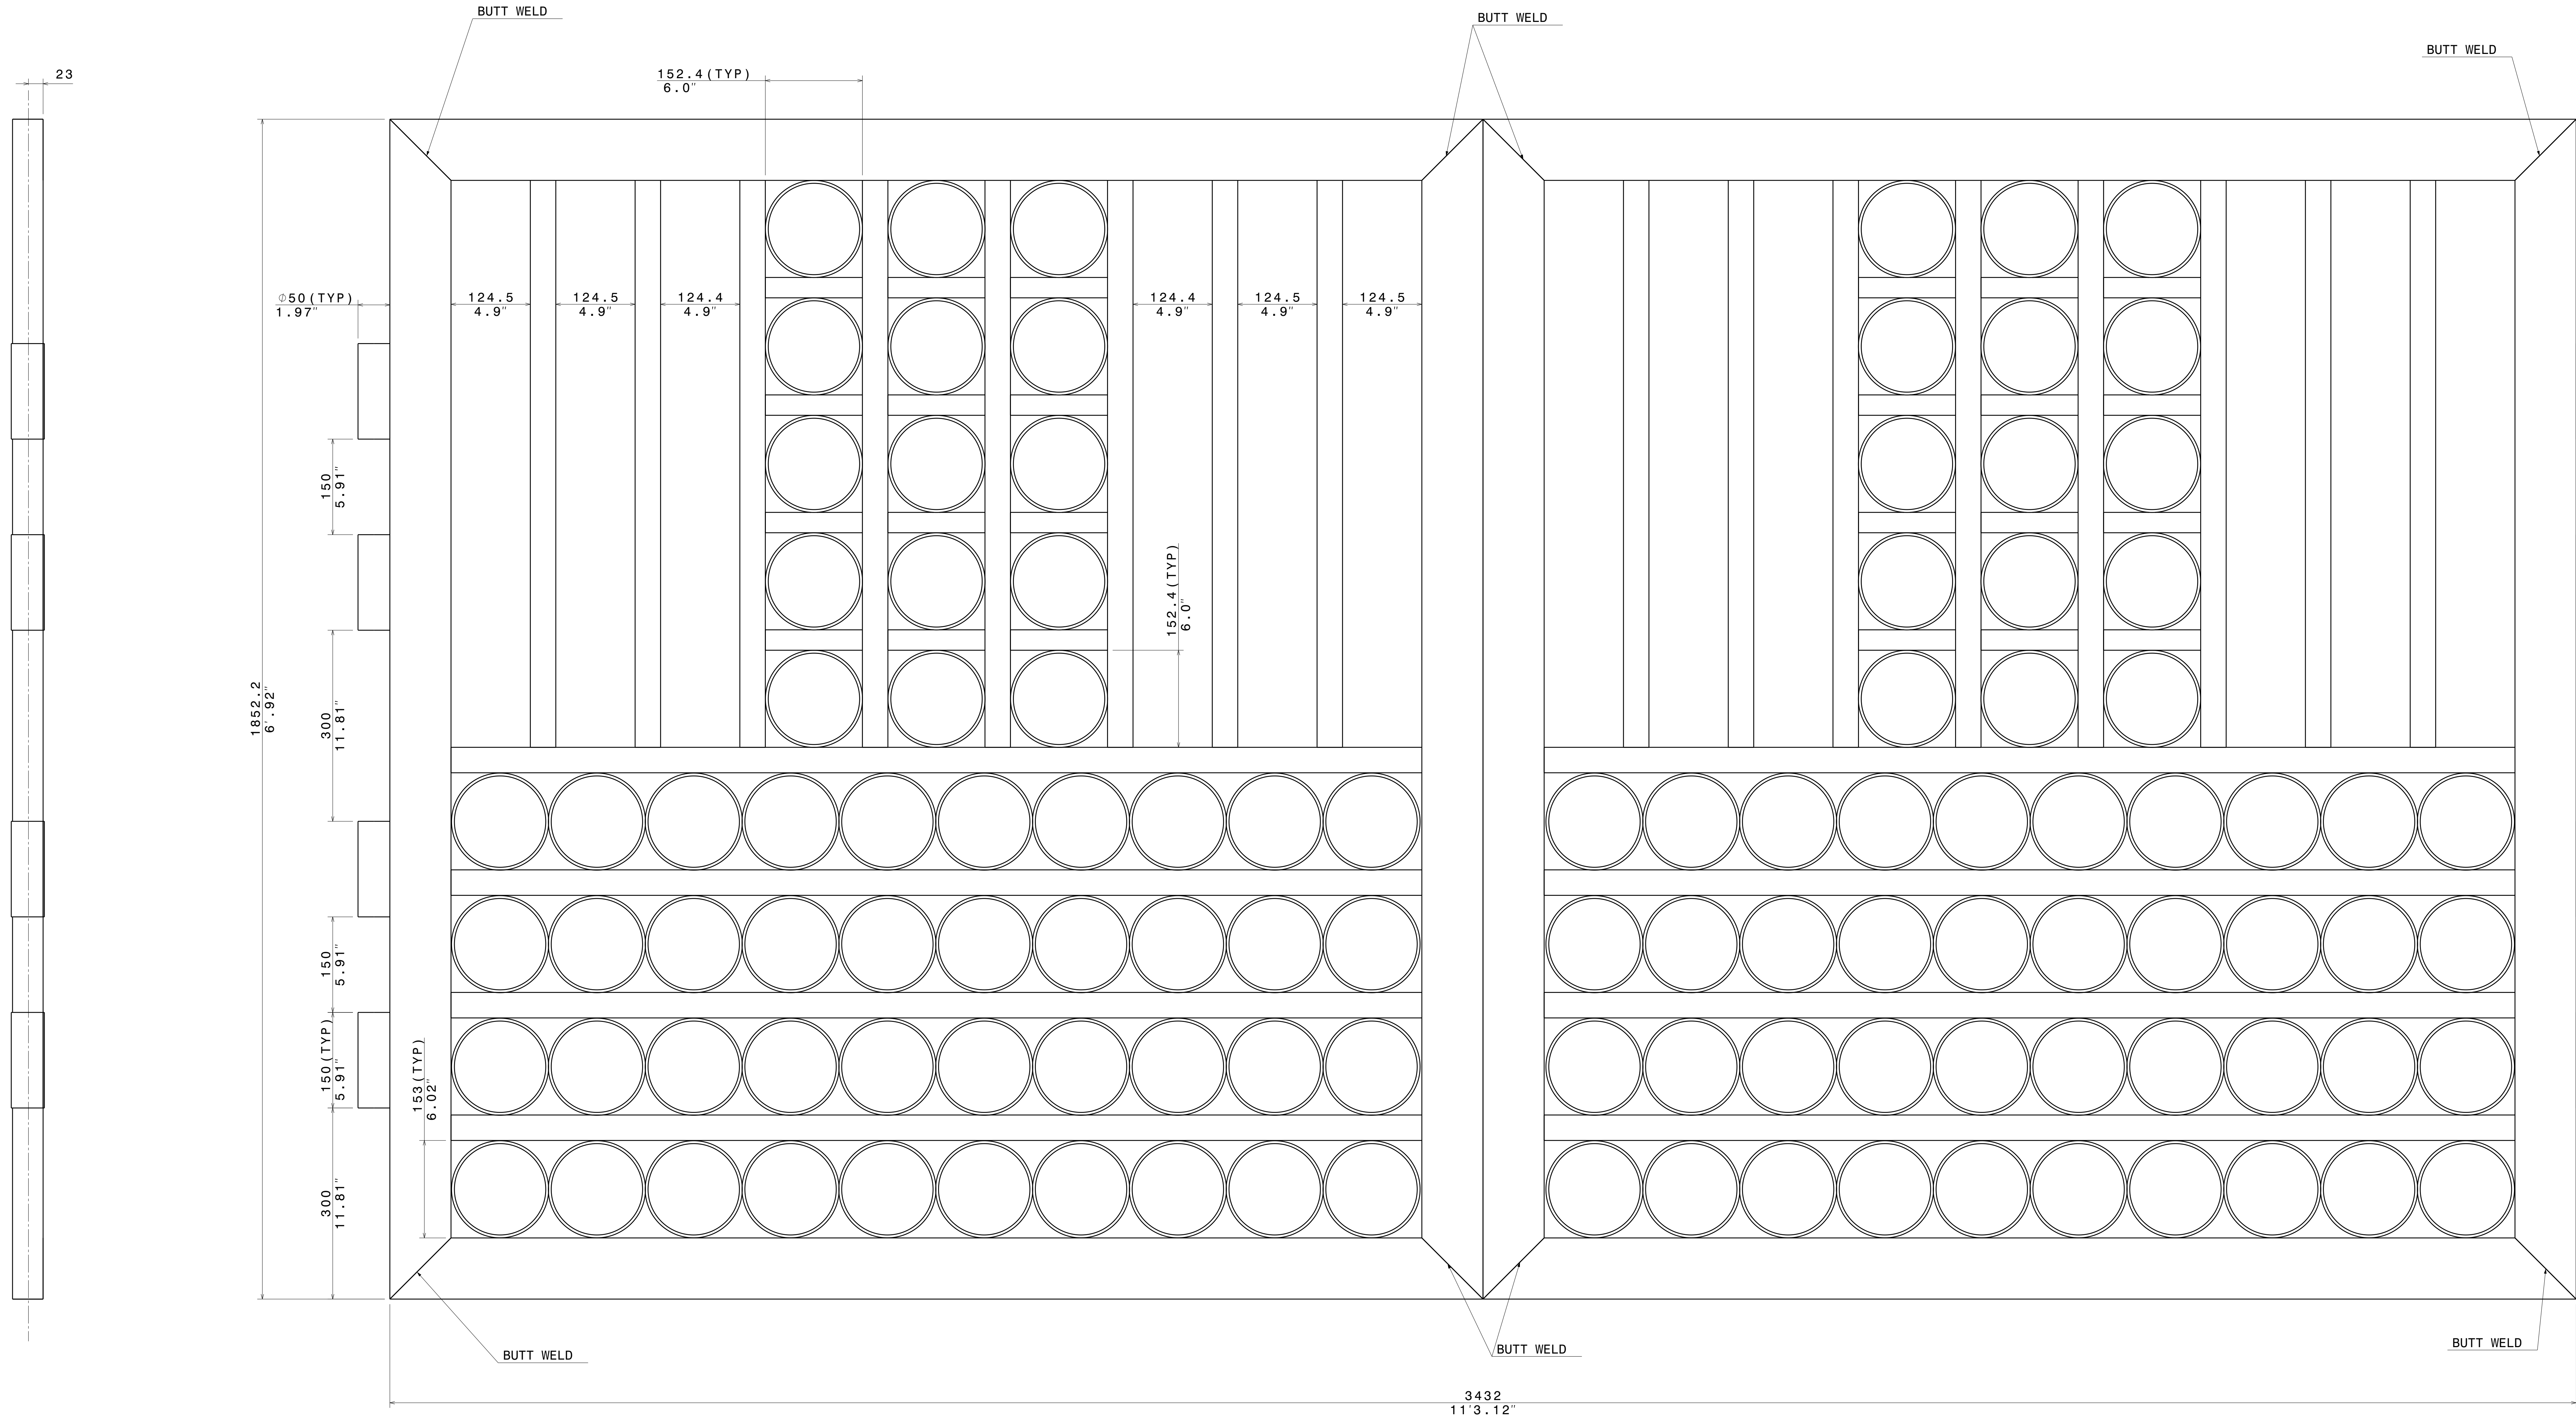 BUTT WELD
BUTT WELD
BUTT WELD
23
152.4(TYP)
6.0"
Ø50(TYP)
1.97"
124.5
4.9"
124.5
4.9"
124.4
4.9"
124.4
4.9"
124.5
4.9"
124.5
4.9"
150
5.91"
152.4(TYP)
6.0"
1852.2
6'.92"
300
11.81"
150
5.91"
150(TYP)
5.91"
153(TYP)
6.02"
300
11.81"
BUTT WELD
BUTT WELD
BUTT WELD
3432
11'3.12"